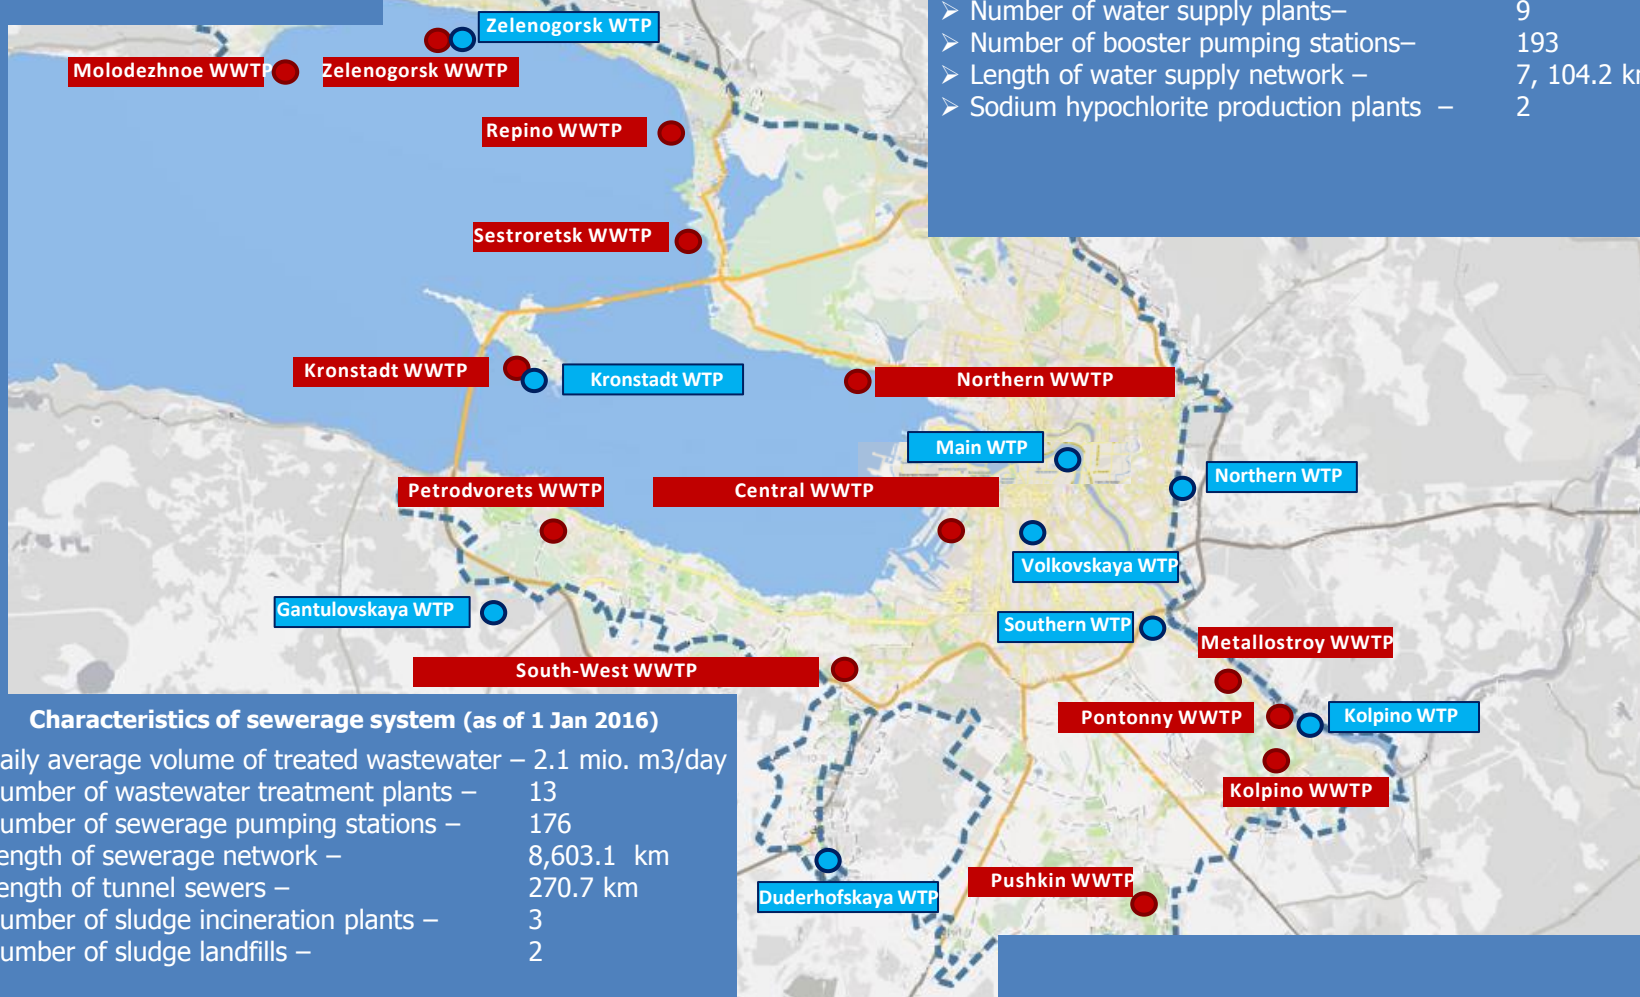 Number of water supply plants– 9
Number of booster pumping stations– 193
Length of water supply network – 7, 104.2 k
Sodium hypochlorite production plants – 2
Zelenogorsk WTP
Molodezhnoe WWTP
Zelenogorsk WWTP
Repino WWTP
Sestroretsk WWTP
Kronstadt WWTP
Kronstadt WTP
Northern WWTP
Main WTP
Northern WTP
Petrodvorets WWTP
Central WWTP
Volkovskaya WTP
Gantulovskaya WTP
Southern WTP
Metallostroy WWTP
South-West WWTP
Pontonny WWTP
Kolpino WTP
Kolpino WWTP
Pushkin WWTP
Duderhofskaya WTP
Characteristics of sewerage system (as of 1 Jan 2016)
aily average volume of treated wastewater – 2.1 mio. m3/day
umber of wastewater treatment plants – 13
umber of sewerage pumping stations – 176
ength of sewerage network – 8,603.1 km
ength of tunnel sewers – 270.7 km
umber of sludge incineration plants – 3
umber of sludge landfills – 2